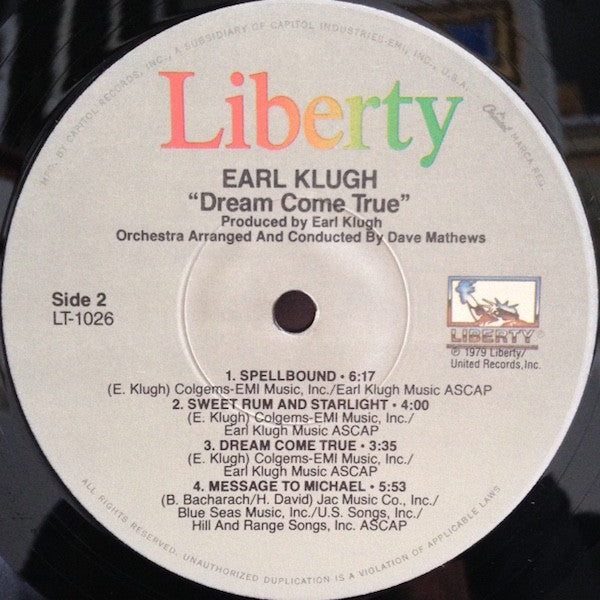 MFG. BY CAPITOL RECORDS, INC., A SUBSIDIARY OF CAPITOL INDUSTRIES-EMI, INC., U.S.A.
Capitol MARCA REG.
Liberty
EARL KLUGH
“Dream Come True”
Produced by Earl Klugh
Orchestra Arranged And Conducted By Dave Mathews
Side 2
LT-1026
LIBERTY®
℗ 1979 Liberty/
United Records, Inc.
1. SPELLBOUND • 6:17
(E. Klugh) Colgems-EMI Music, Inc./Earl Klugh Music ASCAP
2. SWEET RUM AND STARLIGHT • 4:00
(E. Klugh) Colgems-EMI Music, Inc./
Earl Klugh Music ASCAP
3. DREAM COME TRUE • 3:35
(E. Klugh) Colgems-EMI Music, Inc./
Earl Klugh Music ASCAP
4. MESSAGE TO MICHAEL • 5:53
(B. Bacharach/H. David) Jac Music Co., Inc./
Blue Seas Music, Inc./U.S. Songs, Inc./
Hill And Range Songs, Inc. ASCAP
ALL RIGHTS RESERVED. UNAUTHORIZED DUPLICATION IS A VIOLATION OF APPLICABLE LAWS